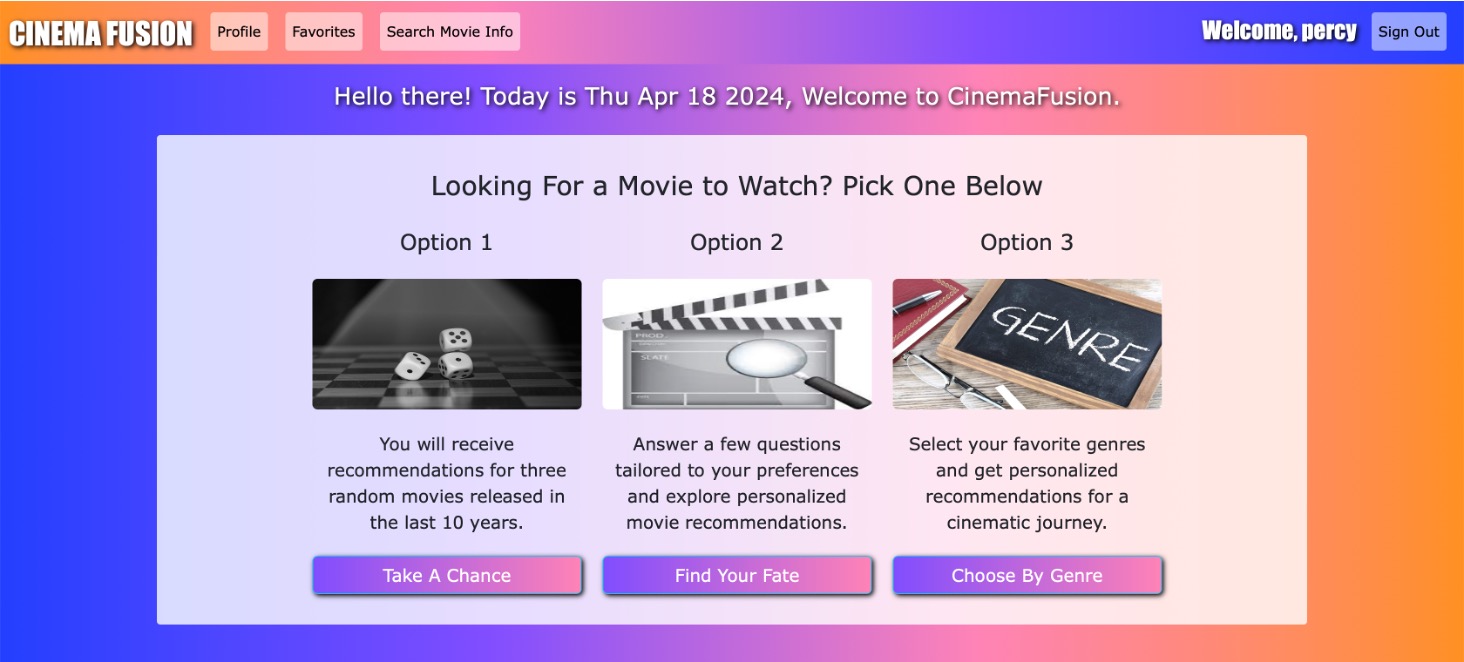 CINEMA FUSION Profile Favorites Search Movie Info Welcome, percy Sign Out
Hello there! Today is Thu Apr 18 2024, Welcome to CinemaFusion.
Looking For a Movie to Watch? Pick One Below
Option 1
You will receive
recommendations for three
random movies released in
the last 10 years.
Take A Chance
Option 2
PROD.
SLATE
Answer a few questions
tailored to your preferences
and explore personalized
movie recommendations.
Find Your Fate
Option 3
GENRE
Select your favorite genres
and get personalized
recommendations for a
cinematic journey.
Choose By Genre